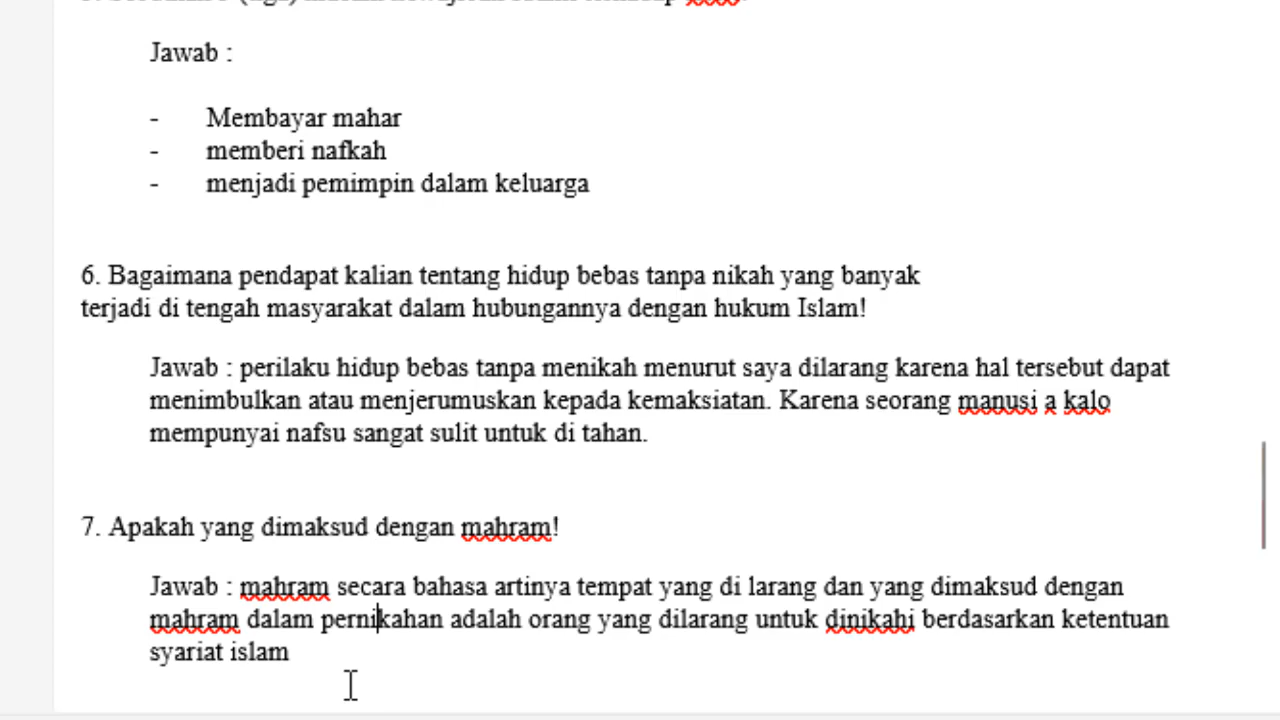 Jawab :
- Membayar mahar
- memberi nafkah
- menjadi pemimpin dalam keluarga
6. Bagaimana pendapat kalian tentang hidup bebas tanpa nikah yang banyak
terjadi di tengah masyarakat dalam hubungannya dengan hukum Islam!
Jawab : perilaku hidup bebas tanpa menikah menurut saya dilarang karena hal tersebut dapat
menimbulkan atau menjerumuskan kepada kemaksiatan. Karena seorang manusi a kalo
mempunyai nafsu sangat sulit untuk di tahan.
7. Apakah yang dimaksud dengan mahram!
Jawab : mahram secara bahasa artinya tempat yang di larang dan yang dimaksud dengan
mahram dalam pernikahan adalah orang yang dilarang untuk dinikahi berdasarkan ketentuan
syariat islam